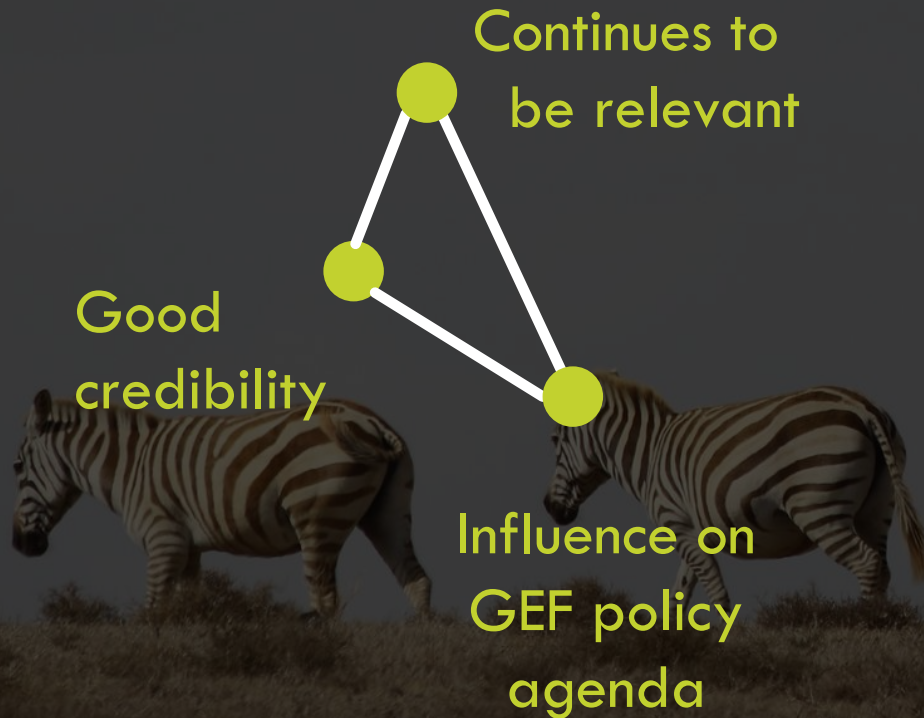 Continues to
be relevant
Good
credibility
Influence on
GEF policy
agenda